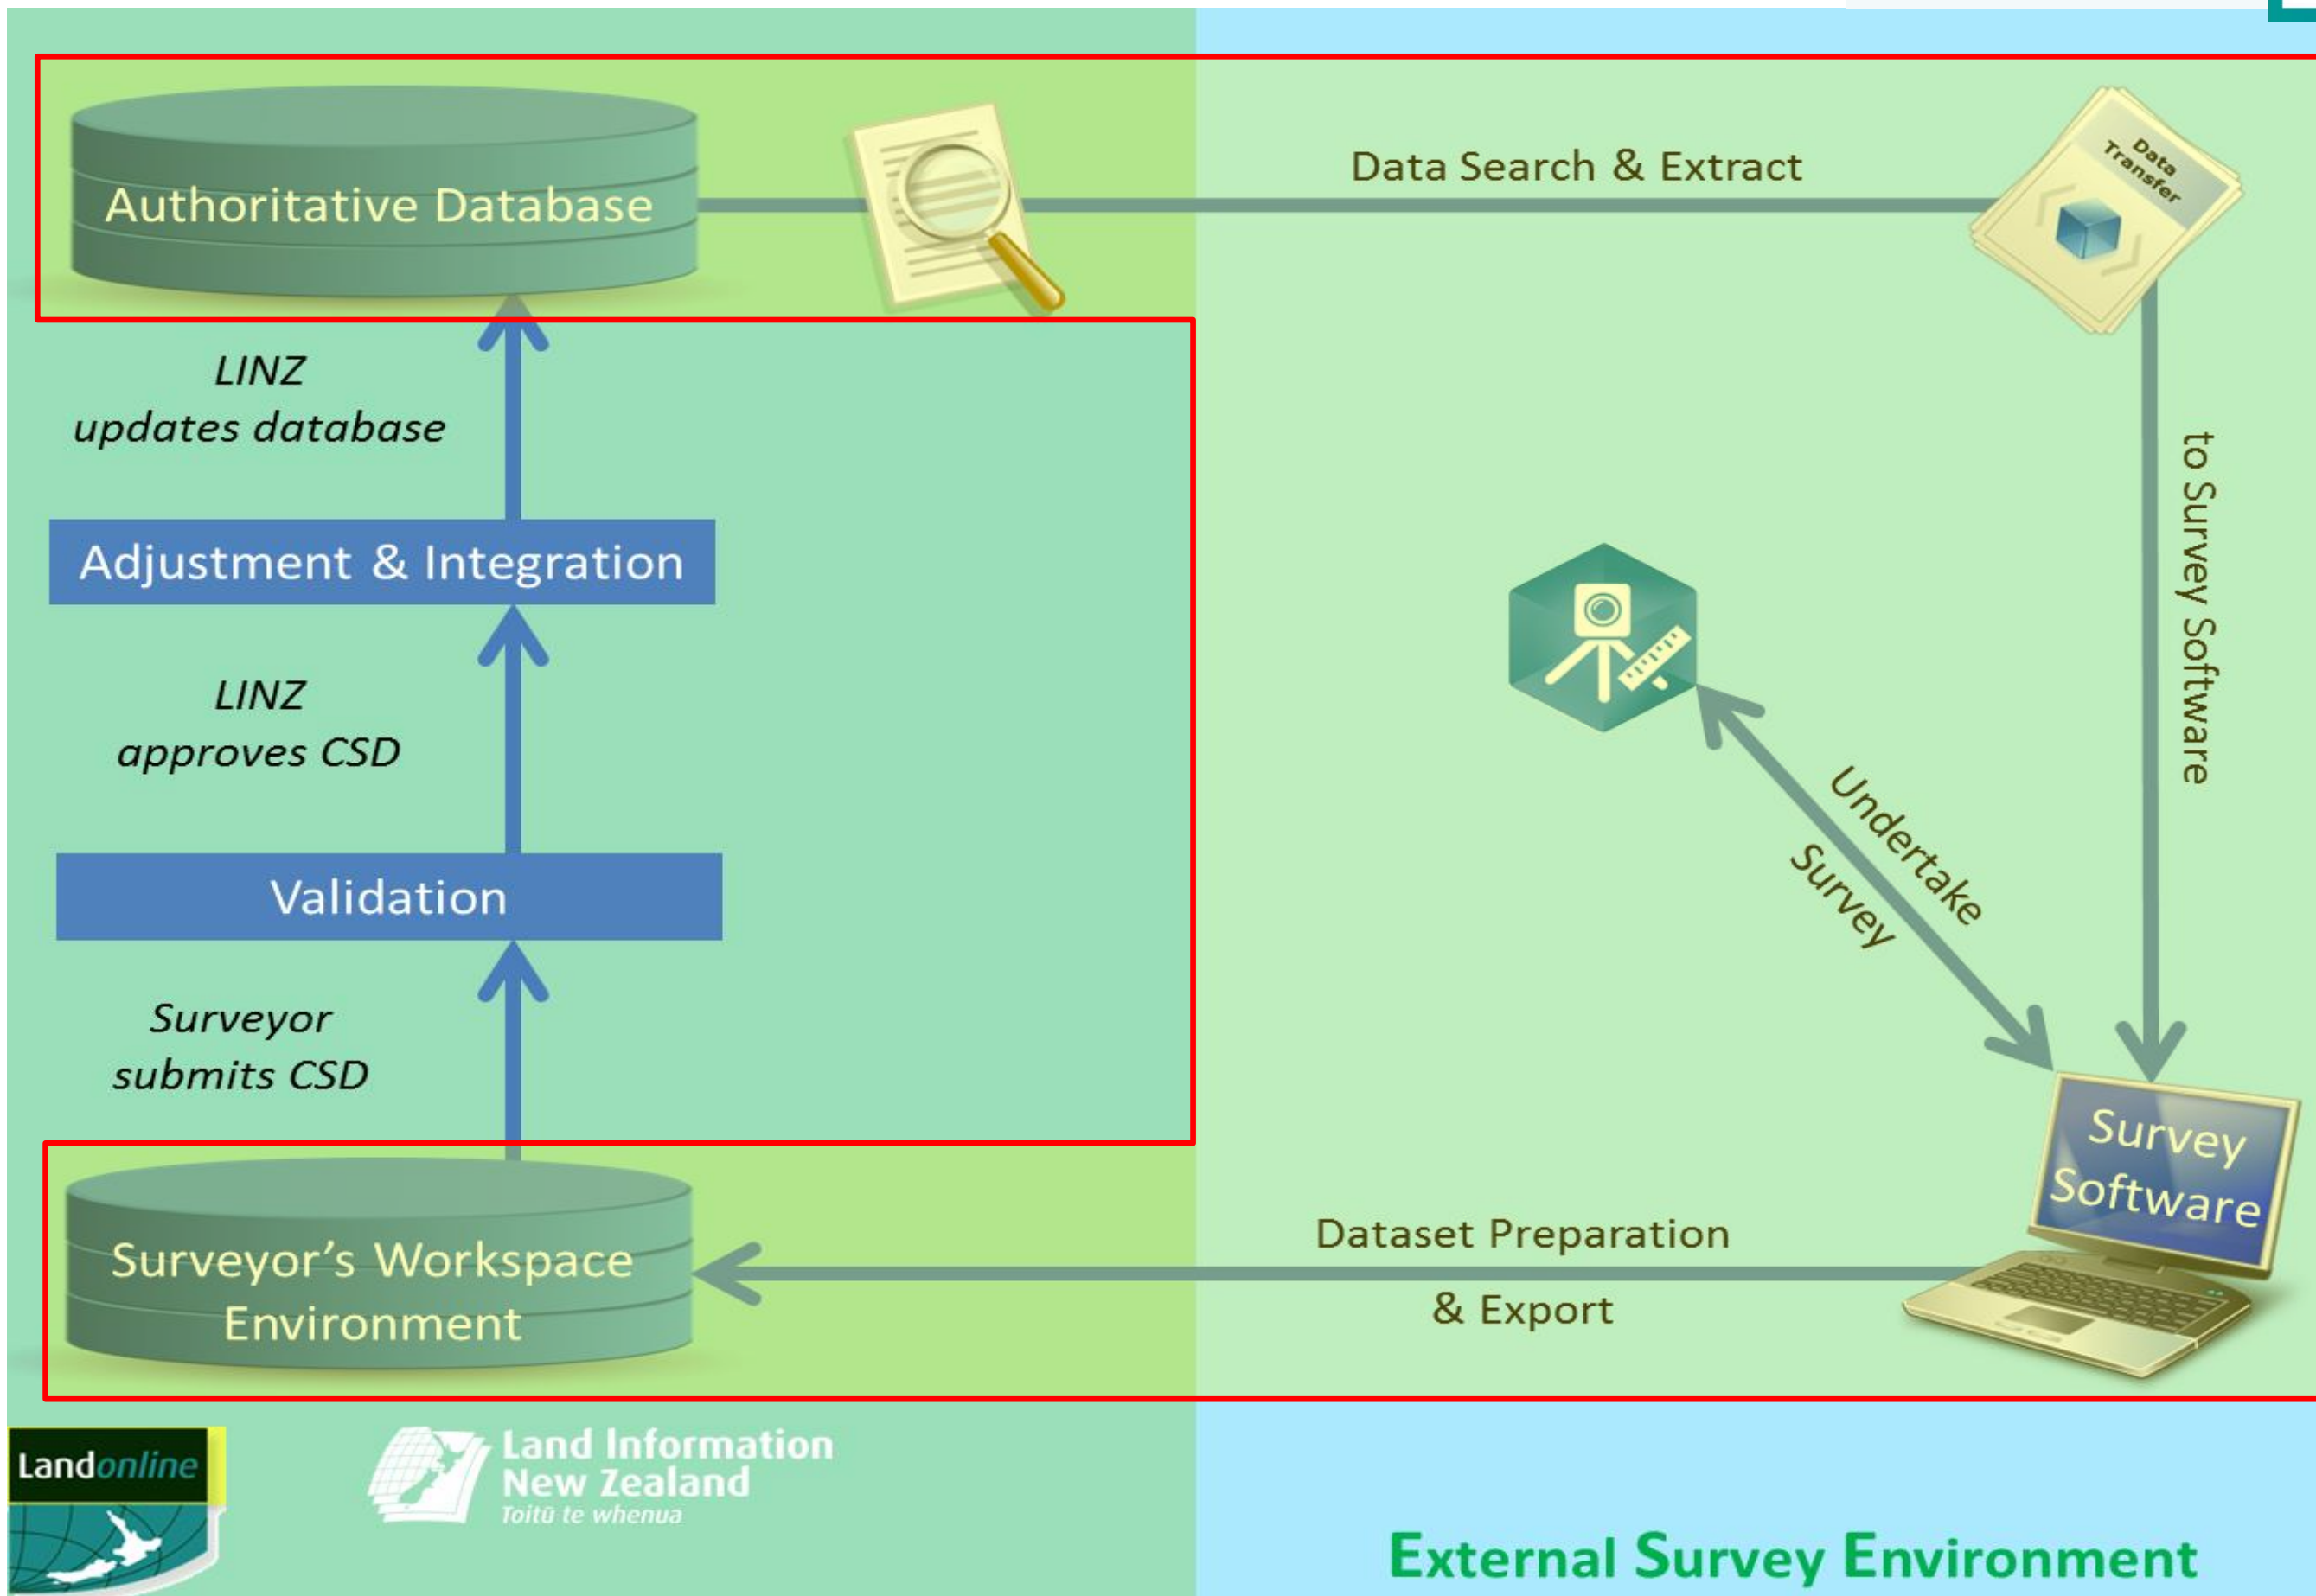 Authoritative Database
Data Search & Extract
Data
Transfer
to Survey Software
LINZ
updates database
Adjustment & Integration
LINZ
approves CSD
Undertake
Survey
Validation
Surveyor
submits CSD
Survey
Software
Surveyor's Workspace
Environment
Dataset Preparation
& Export
Landonline
Land Information
New Zealand
Toitū te whenua
External Survey Environment